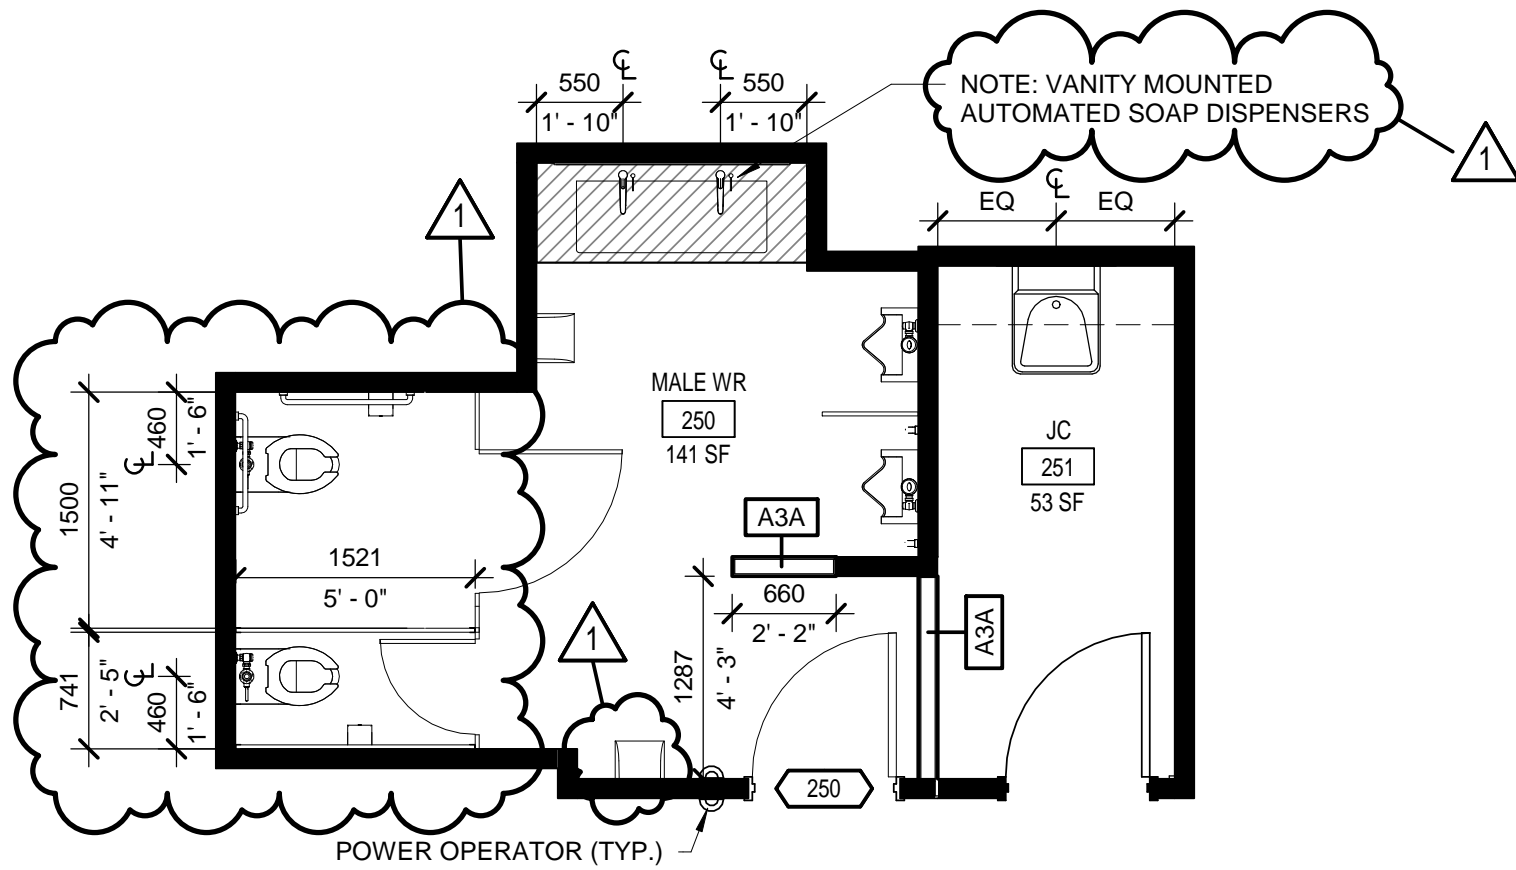 550
1' - 10"
550
1' - 10"
NOTE: VANITY MOUNTED
AUTOMATED SOAP DISPENSERS
1
1
EQ
EQ
MALE WR
250
141 SF
JC
251
53 SF
460
1' - 6"
1500
4' - 11"
1521
5' - 0"
A3A
660
2' - 2"
A3A
1
1287
4' - 3"
741
2' - 5"
460
1' - 6"
250
POWER OPERATOR (TYP.)